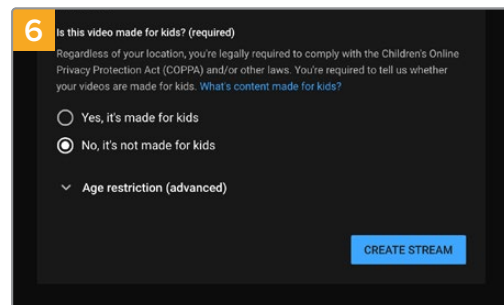 6
Is this video made for kids? (required)
Regardless of your location, you're legally required to comply with the Children's Online
Privacy Protection Act (COPPA) and/or other laws. You're required to tell us whether
your videos are made for kids. What's content made for kids?
Yes, it's made for kids
No, it's not made for kids
Age restriction (advanced)
CREATE STREAM